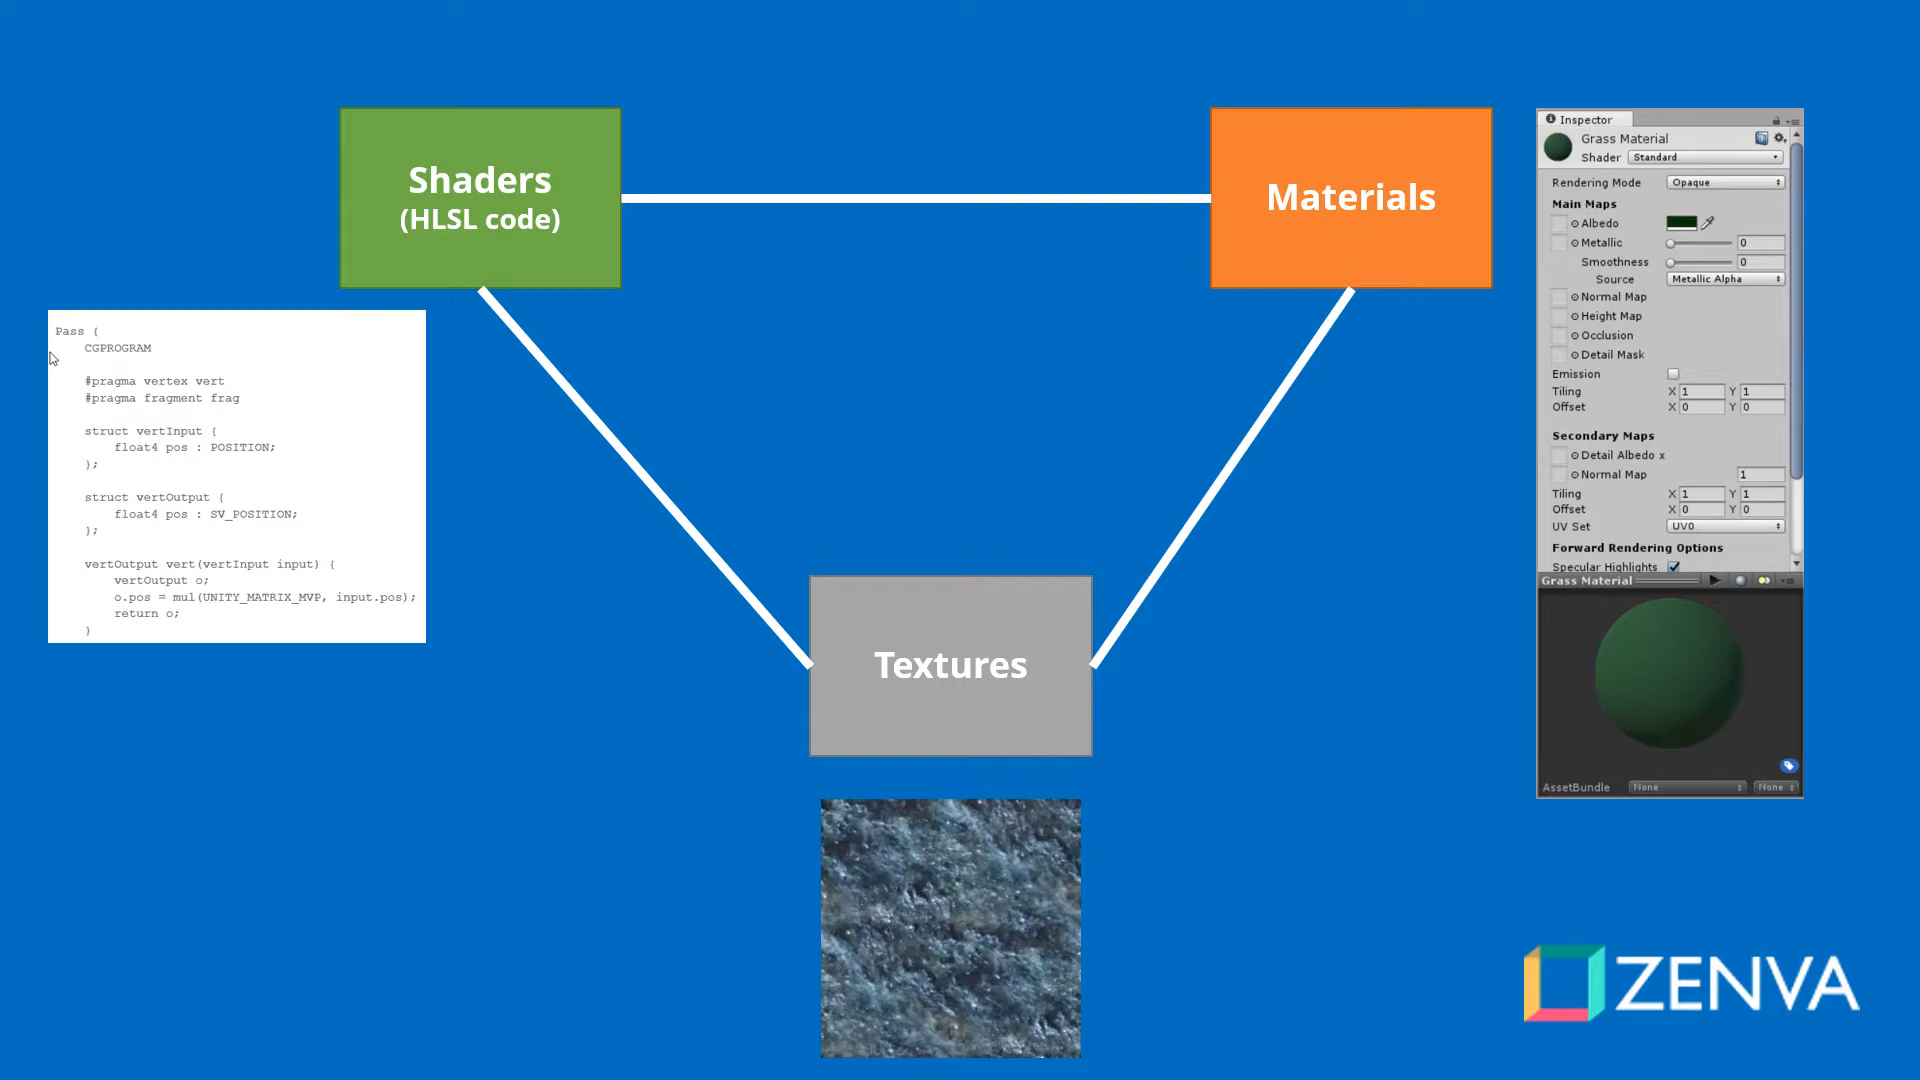 Shaders
(HLSL code)
Materials
Textures
Pass {
CGPROGRAM
#pragma vertex vert
#pragma fragment frag
struct vertInput {
float4 pos : POSITION;
};
struct vertOutput {
float4 pos : SV_POSITION;
};
vertOutput vert(vertInput input) {
vertOutput o;
o.pos = mul(UNITY_MATRIX_MVP, input.pos);
return o;
}
Inspector
Grass Material
Shader Standard
Rendering Mode Opaque
Main Maps
Albedo
Metallic 0
Smoothness 0
Source Metallic Alpha
Normal Map
Height Map
Occlusion
Detail Mask
Emission
Tiling X 1 Y 1
Offset X 0 Y 0
Secondary Maps
Detail Albedo x
Normal Map 1
Tiling X 1 Y 1
Offset X 0 Y 0
UV Set UV0
Forward Rendering Options
Specular Highlights
Grass Material
AssetBundle None None
ZENVA